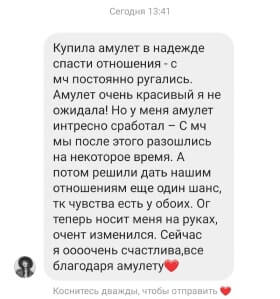 Сегодня 13:41
Купила амулет в надежде
спасти отношения - с
мч постоянно ругались.
Амулет очень красивый я не
ожидала! Но у меня амулет
интресно сработал – С мч
мы после этого разошлись
на некоторое время. А
потом решили дать нашим
отношениям еще один шанс,
тк чувства есть у обоих. Ог
теперь носит меня на руках,
очент изменился. Сейчас
я оооочень счастлива,все
благодаря амулету❤️
Коснитесь дважды, чтобы отправить ❤️